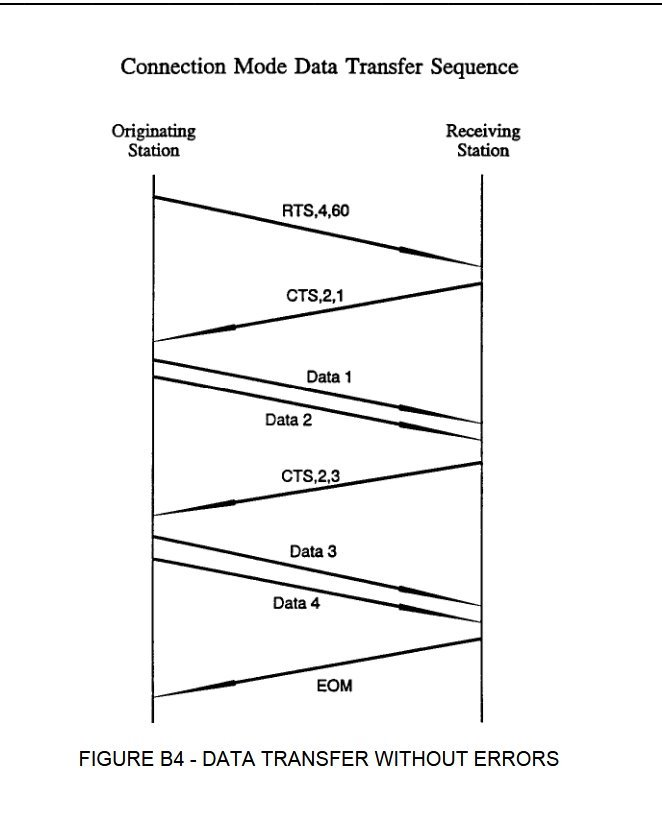 Connection Mode Data Transfer Sequence
Originating
Station
Receiving
Station
RTS,4,60
CTS,2,1
Data 1
Data 2
CTS,2,3
Data 3
Data 4
EOM
FIGURE B4 - DATA TRANSFER WITHOUT ERRORS